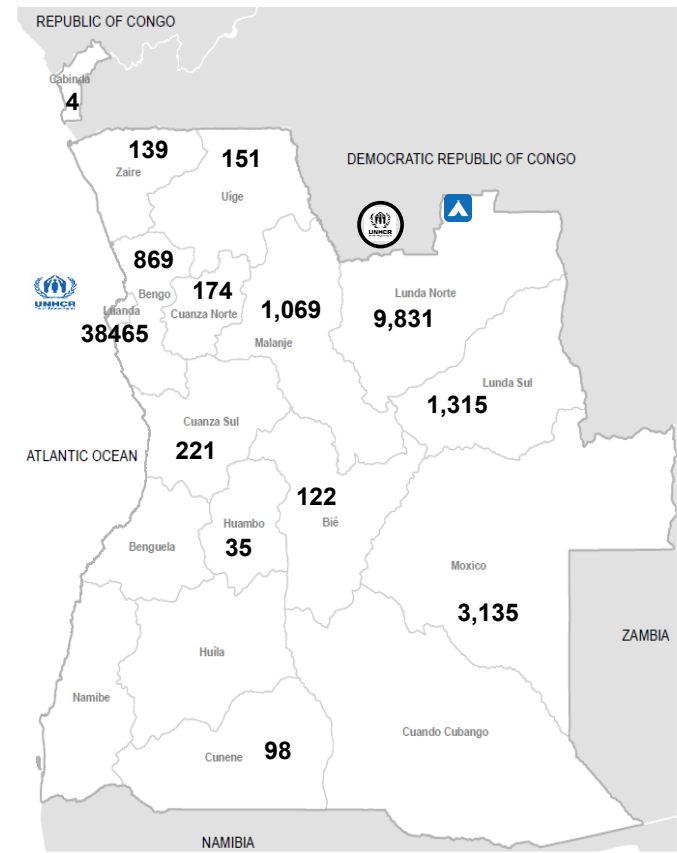 REPUBLIC OF CONGO
Cabinda
4
139
Zaire
151
Uíge
DEMOCRATIC REPUBLIC OF CONGO
UNHCR
869
Bengo
174
Cuanza Norte
1,069
Malanje
Lunda Norte
9,831
UNHCR
Luanda
38465
Lunda Sul
1,315
Cuanza Sul
221
ATLANTIC OCEAN
122
Bié
Huambo
35
Benguela
Moxico
3,135
ZAMBIA
Huíla
Namibe
Cuando Cubango
Cunene 98
NAMIBIA